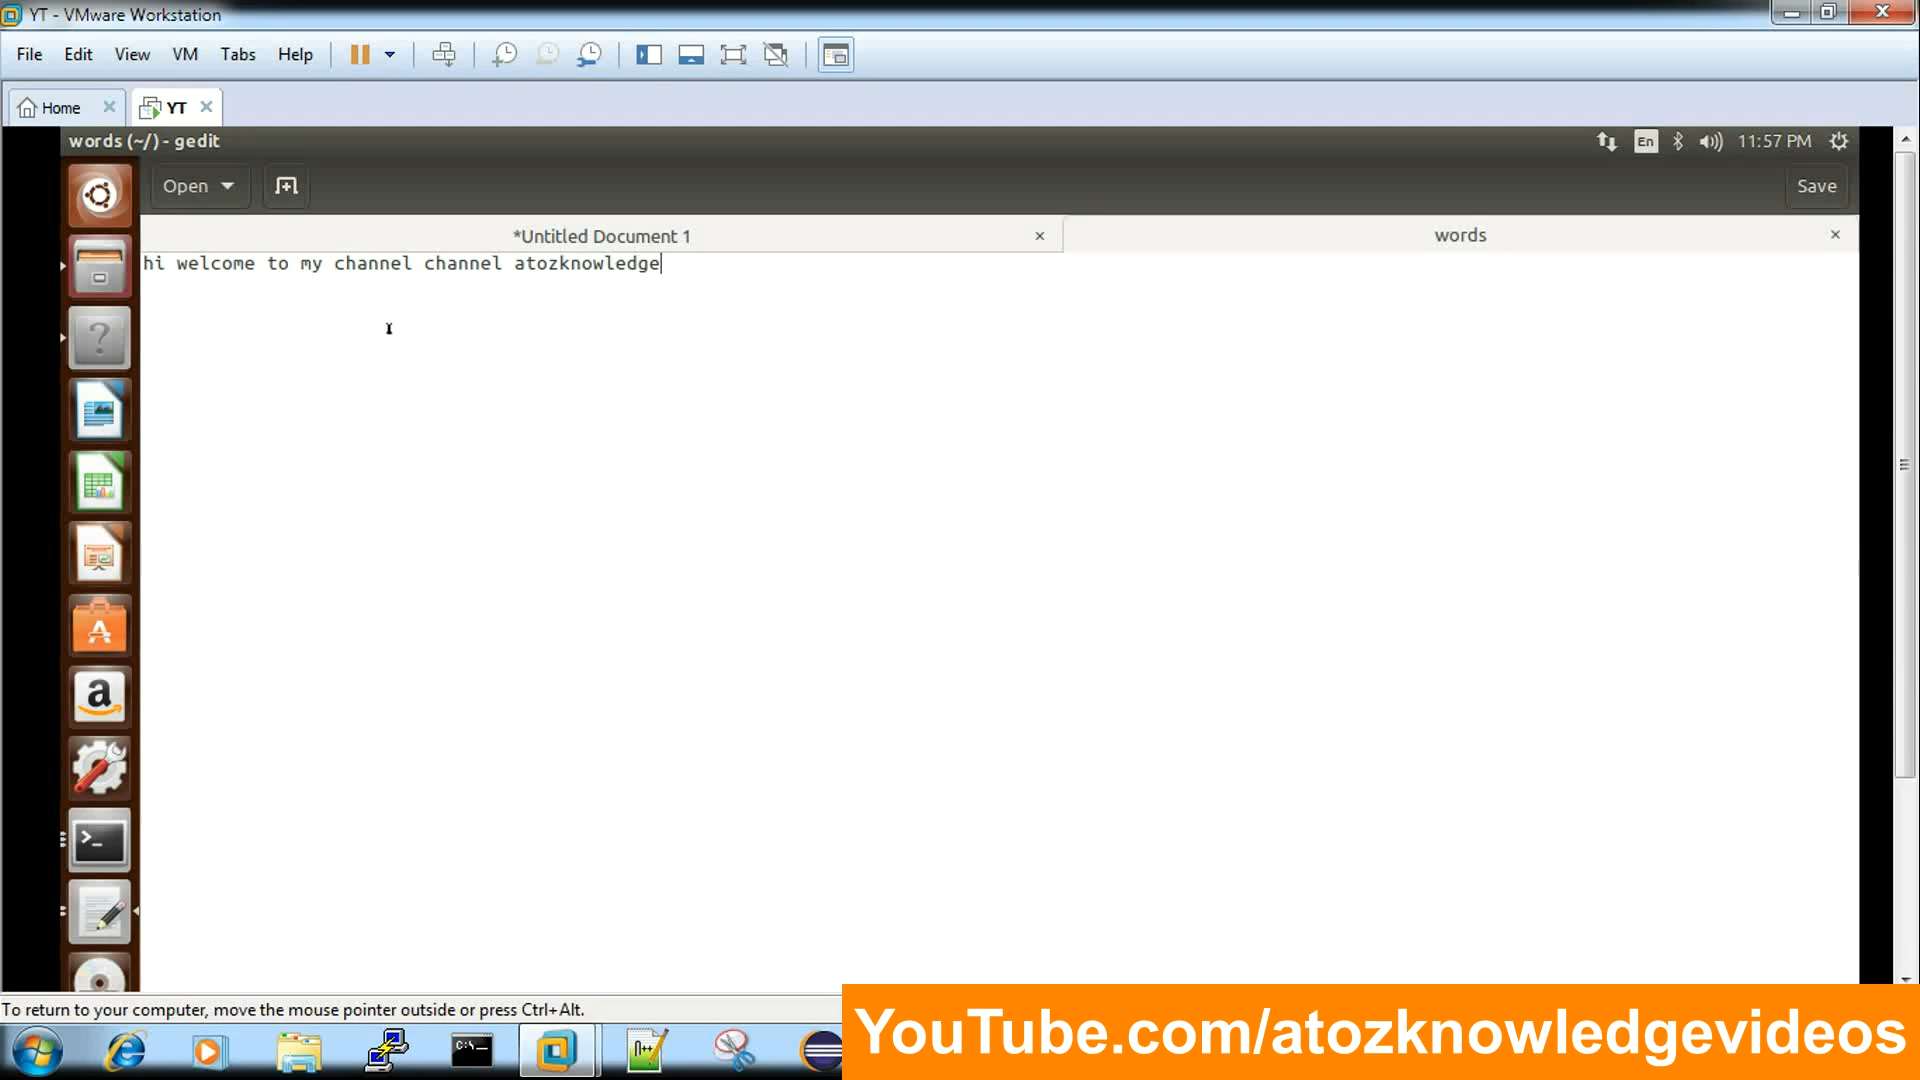 YT - VMware Workstation
File Edit View VM Tabs Help
Home YT
words (~/) - gedit En 11:57 PM
Open Save
*Untitled Document 1 words
hi welcome to my channel channel atozknowledge
To return to your computer, move the mouse pointer outside or press Ctrl+Alt.
YouTube.com/atozknowledgevideos